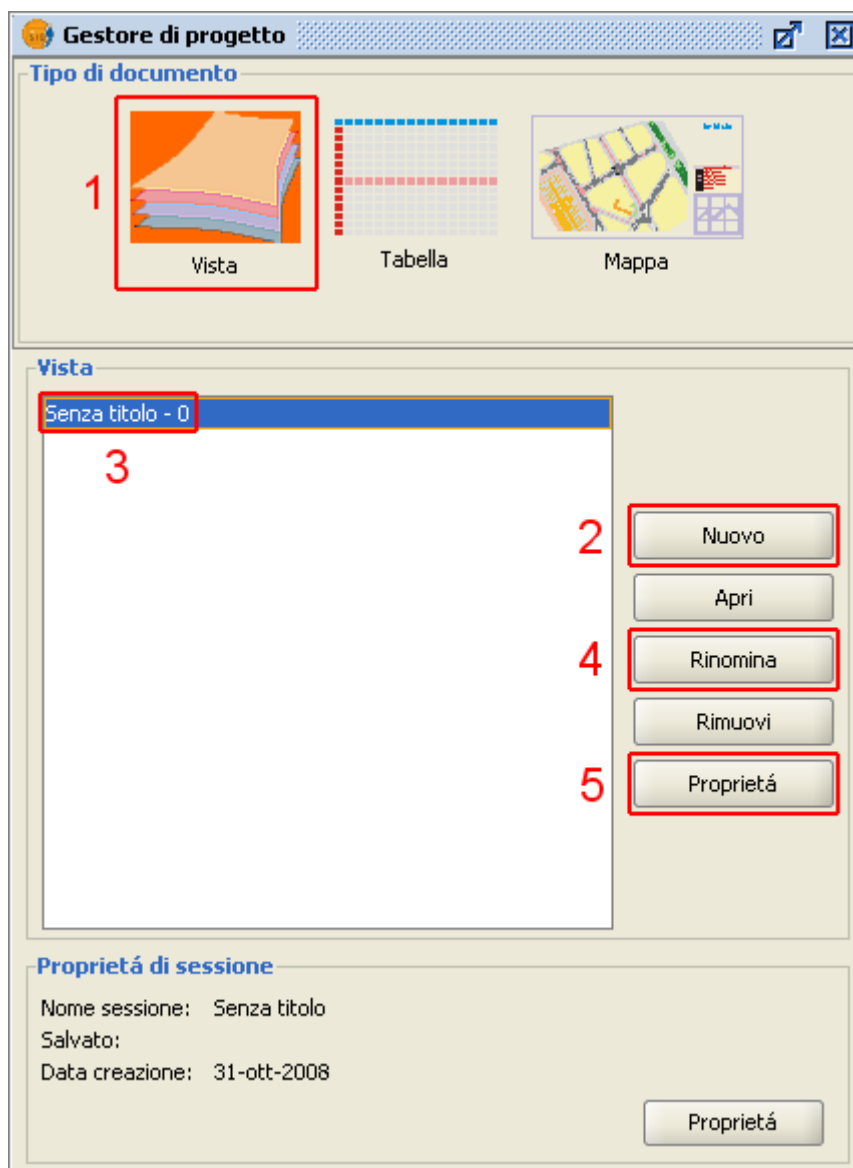 Gestore di progetto
Tipo di documento
1
Vista
Tabella
Mappa
Vista
Senza titolo - 0
3
2 Nuovo
Apri
4 Rinomina
Rimuovi
5 Proprietá
Proprietá di sessione
Nome sessione: Senza titolo
Salvato:
Data creazione: 31-ott-2008
Proprietá